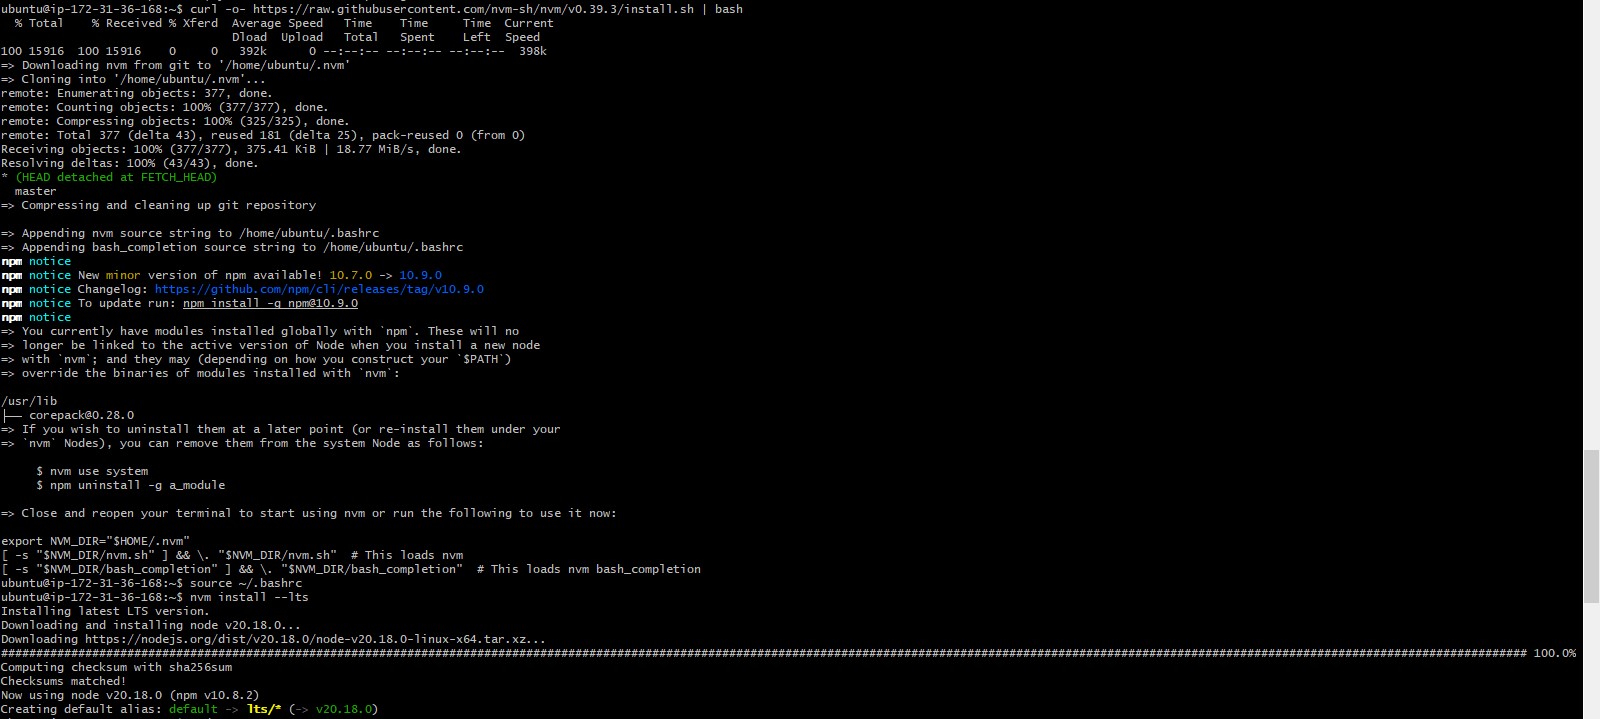 ubuntu@ip-172-31-36-168:~$ curl -o- https://raw.githubusercontent.com/nvm-sh/nvm/v0.39.3/install.sh | bash
  % Total    % Received % Xferd  Average Speed   Time    Time     Time  Current
                                 Dload  Upload   Total   Spent    Left  Speed
100 15916  100 15916    0     0   392k      0 --:--:-- --:--:-- --:--:--  398k
=> Downloading nvm from git to '/home/ubuntu/.nvm'
=> Cloning into '/home/ubuntu/.nvm'...
remote: Enumerating objects: 377, done.
remote: Counting objects: 100% (377/377), done.
remote: Compressing objects: 100% (325/325), done.
remote: Total 377 (delta 43), reused 181 (delta 25), pack-reused 0 (from 0)
Receiving objects: 100% (377/377), 375.41 KiB | 18.77 MiB/s, done.
Resolving deltas: 100% (43/43), done.
* (HEAD detached at FETCH_HEAD)
  master
=> Compressing and cleaning up git repository

=> Appending nvm source string to /home/ubuntu/.bashrc
=> Appending bash_completion source string to /home/ubuntu/.bashrc
npm notice
npm notice New minor version of npm available! 10.7.0 -> 10.9.0
npm notice Changelog: https://github.com/npm/cli/releases/tag/v10.9.0
npm notice To update run: npm install -g npm@10.9.0
npm notice
=> You currently have modules installed globally with `npm`. These will no
=> longer be linked to the active version of Node when you install a new node
=> with `nvm`; and they may (depending on how you construct your `$PATH`)
=> override the binaries of modules installed with `nvm`:

/usr/lib
├── corepack@0.28.0
=> If you wish to uninstall them at a later point (or re-install them under your
=> `nvm` Nodes), you can remove them from the system Node as follows:

     $ nvm use system
     $ npm uninstall -g a_module

=> Close and reopen your terminal to start using nvm or run the following to use it now:

export NVM_DIR="$HOME/.nvm"
[ -s "$NVM_DIR/nvm.sh" ] && \. "$NVM_DIR/nvm.sh"  # This loads nvm
[ -s "$NVM_DIR/bash_completion" ] && \. "$NVM_DIR/bash_completion"  # This loads nvm bash_completion
ubuntu@ip-172-31-36-168:~$ source ~/.bashrc
ubuntu@ip-172-31-36-168:~$ nvm install --lts
Installing latest LTS version.
Downloading and installing node v20.18.0...
Downloading https://nodejs.org/dist/v20.18.0/node-v20.18.0-linux-x64.tar.xz...
######################################################################## 100.0%
Computing checksum with sha256sum
Checksums matched!
Now using node v20.18.0 (npm v10.8.2)
Creating default alias: default -> lts/* (-> v20.18.0)